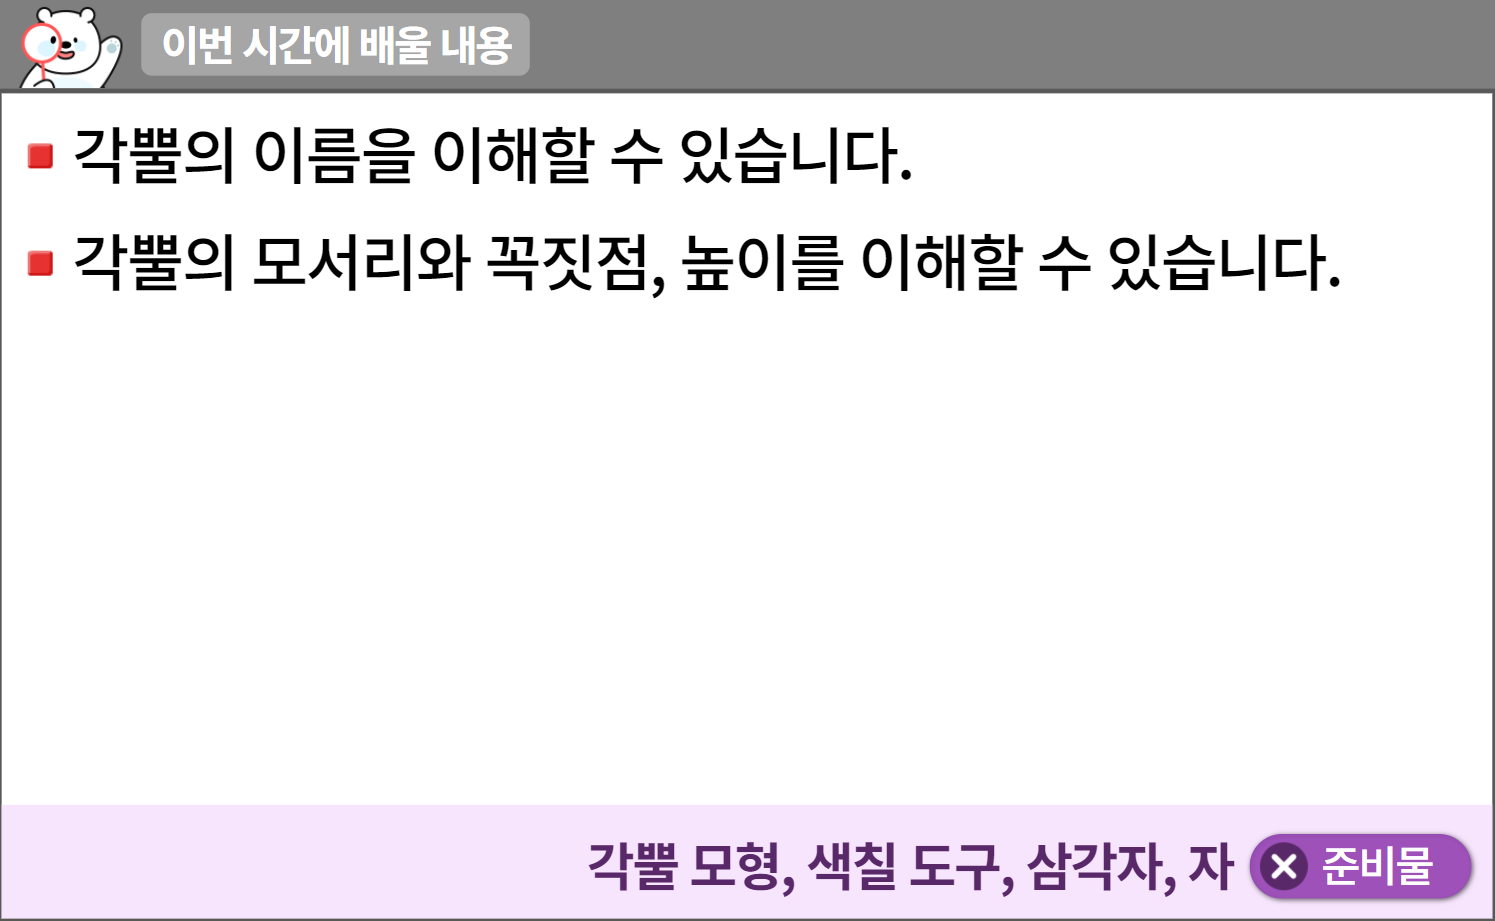 이번 시간에 배울 내용
각뿔의 이름을 이해할 수 있습니다.
각뿔의 모서리와 꼭짓점, 높이를 이해할 수 있습니다.
각뿔 모형, 색칠 도구, 삼각자, 자 준비물